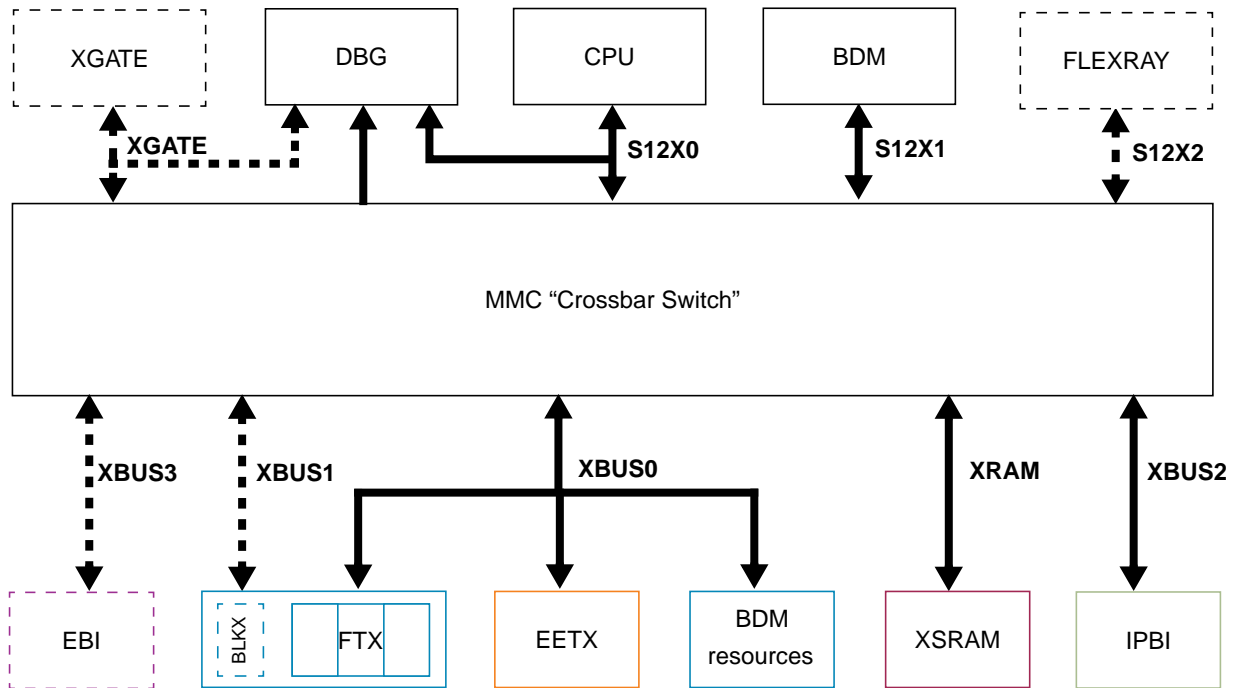 XGATE
DBG
CPU
BDM
FLEXRAY
XGATE
S12X0
S12X1
S12X2
MMC “Crossbar Switch”
XBUS3
XBUS1
XBUS0
XRAM
XBUS2
EBI
BLKX
FTX
EETX
BDM
resources
XSRAM
IPBI